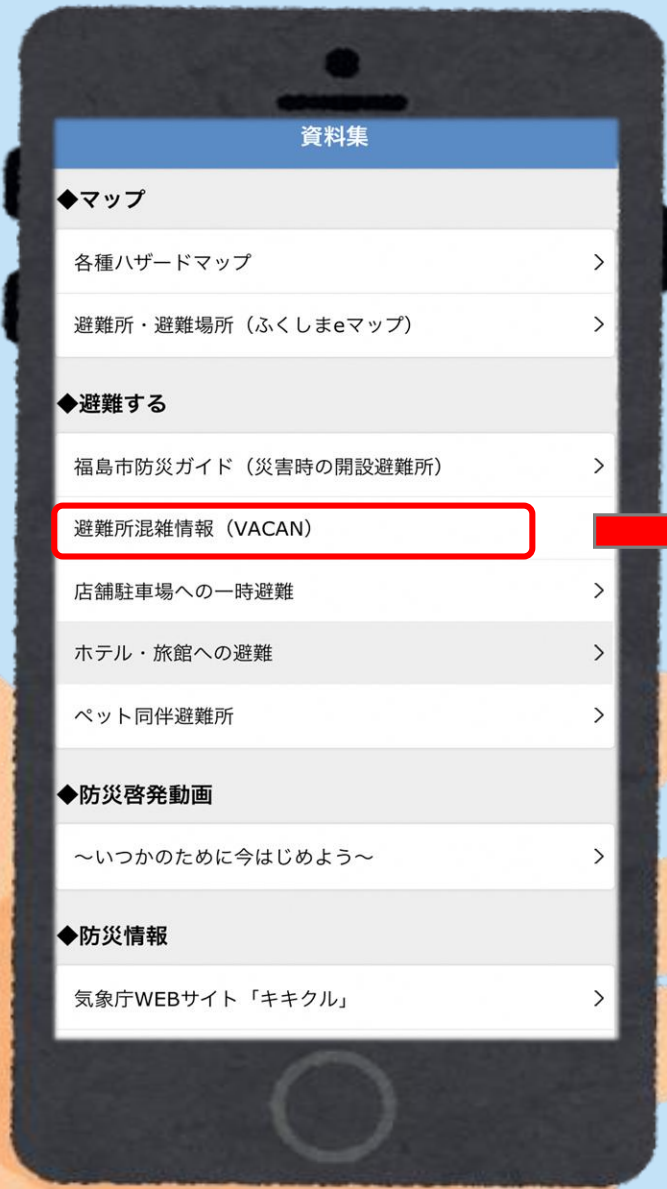 資料集
◆マップ
各種ハザードマップ
避難所・避難場所（ふくしまeマップ）
◆避難する
福島市防災ガイド（災害時の開設避難所）
避難所混雑情報（VACAN）
店舗駐車場への一時避難
ホテル・旅館への避難
ペット同伴避難所
◆防災啓発動画
～いつかのために今はじめよう～
◆防災情報
気象庁WEBサイト「キキクル」